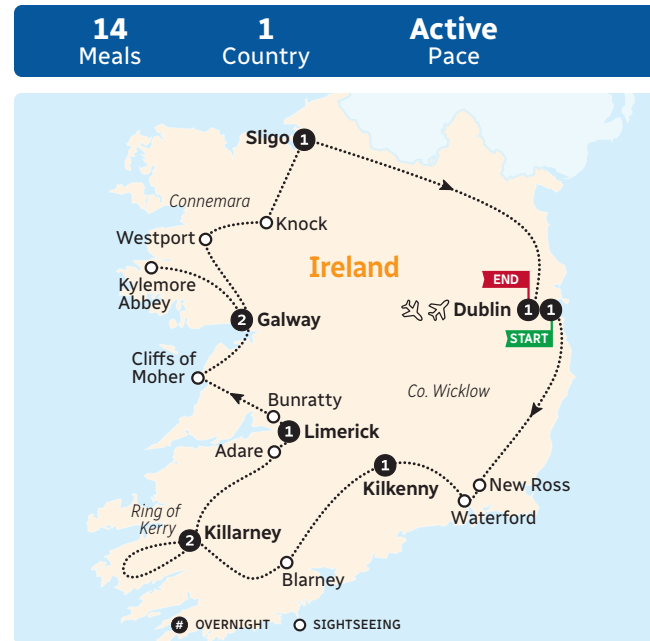 14
Meals
1
Country
Active
Pace
Sligo 1
Connemara
Knock
Westport
Ireland
Kylemore
Abbey
END
Dublin 1 1
START
2 Galway
Cliffs of
Moher
Co. Wicklow
Bunratty
1 Limerick
Adare
1
Kilkenny
New Ross
Waterford
Ring of
Kerry
2 Killarney
Blarney
# OVERNIGHT
SIGHTSEEING